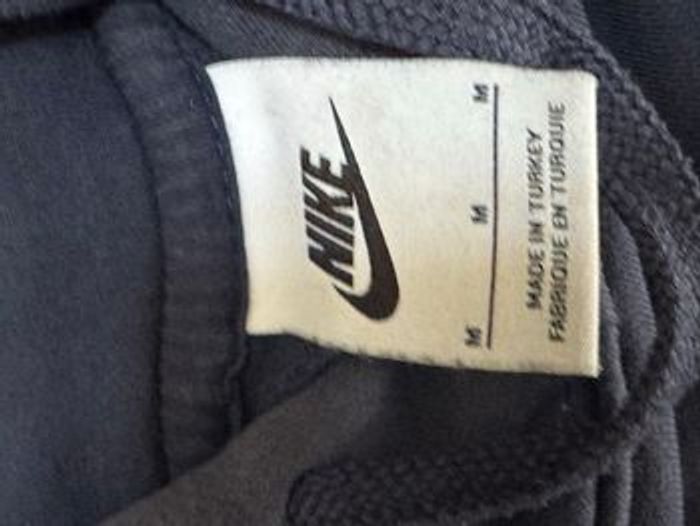 NIKE
M M M
MADE IN TURKEY
FABRIQUE EN TURQUIE